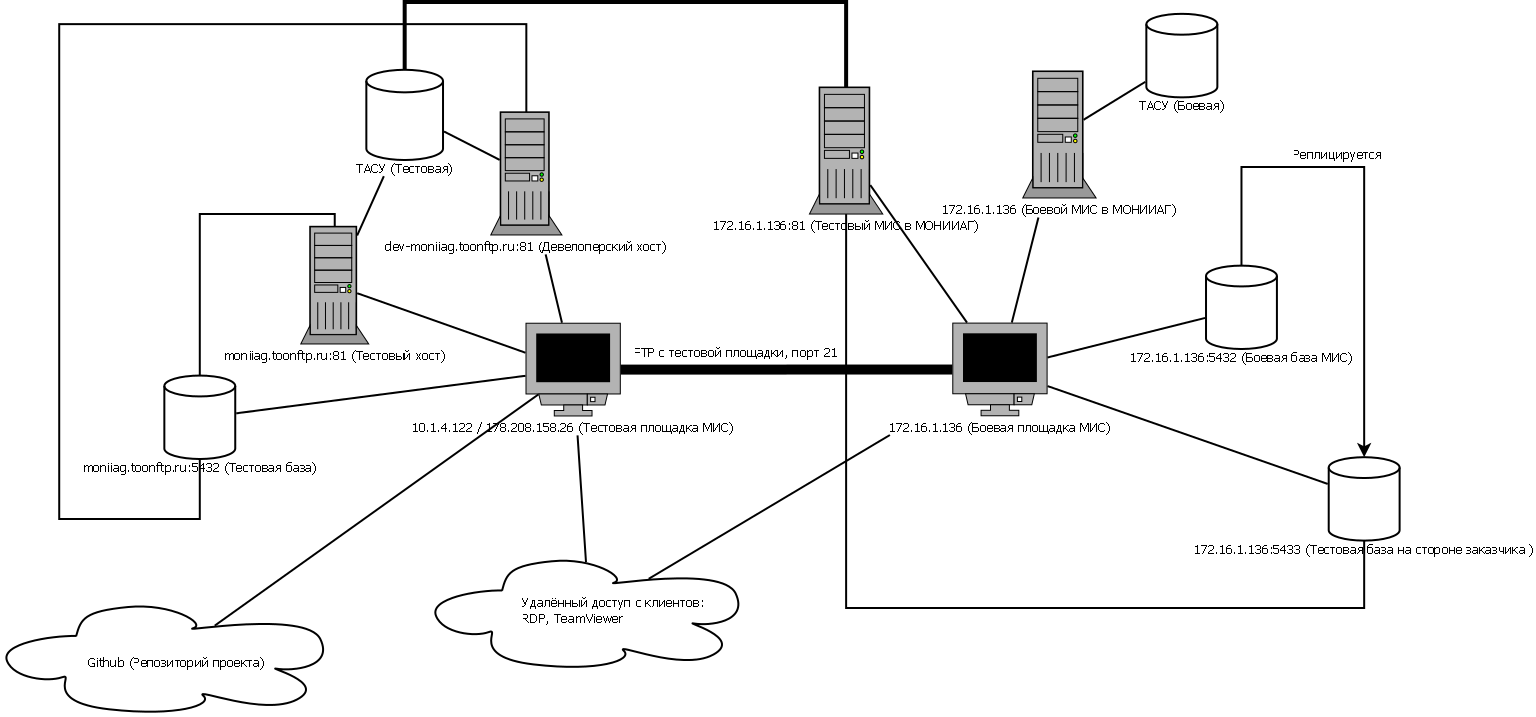 ТАСУ (Боевая)
Реплицируется
ТАСУ (Тестовая)
172.16.1.136 (Боевой МИС в МОНИИАГ)
172.16.1.136:81 (Тестовый МИС в МОНИИАГ)
dev-moniiag.toonftp.ru:81 (Девелоперский хост)
moniiag.toonftp.ru:81 (Тестовый хост)
FTP с тестовой площадки, порт 21
172.16.1.136:5432 (Боевая база МИС)
10.1.4.122 / 178.208.158.26 (Тестовая площадка МИС)
172.16.1.136 (Боевая площадка МИС)
moniiag.toonftp.ru:5432 (Тестовая база)
172.16.1.136:5433 (Тестовая база на стороне заказчика )
Удалённый доступ с клиентов:
RDP, TeamViewer
Github (Репозиторий проекта)